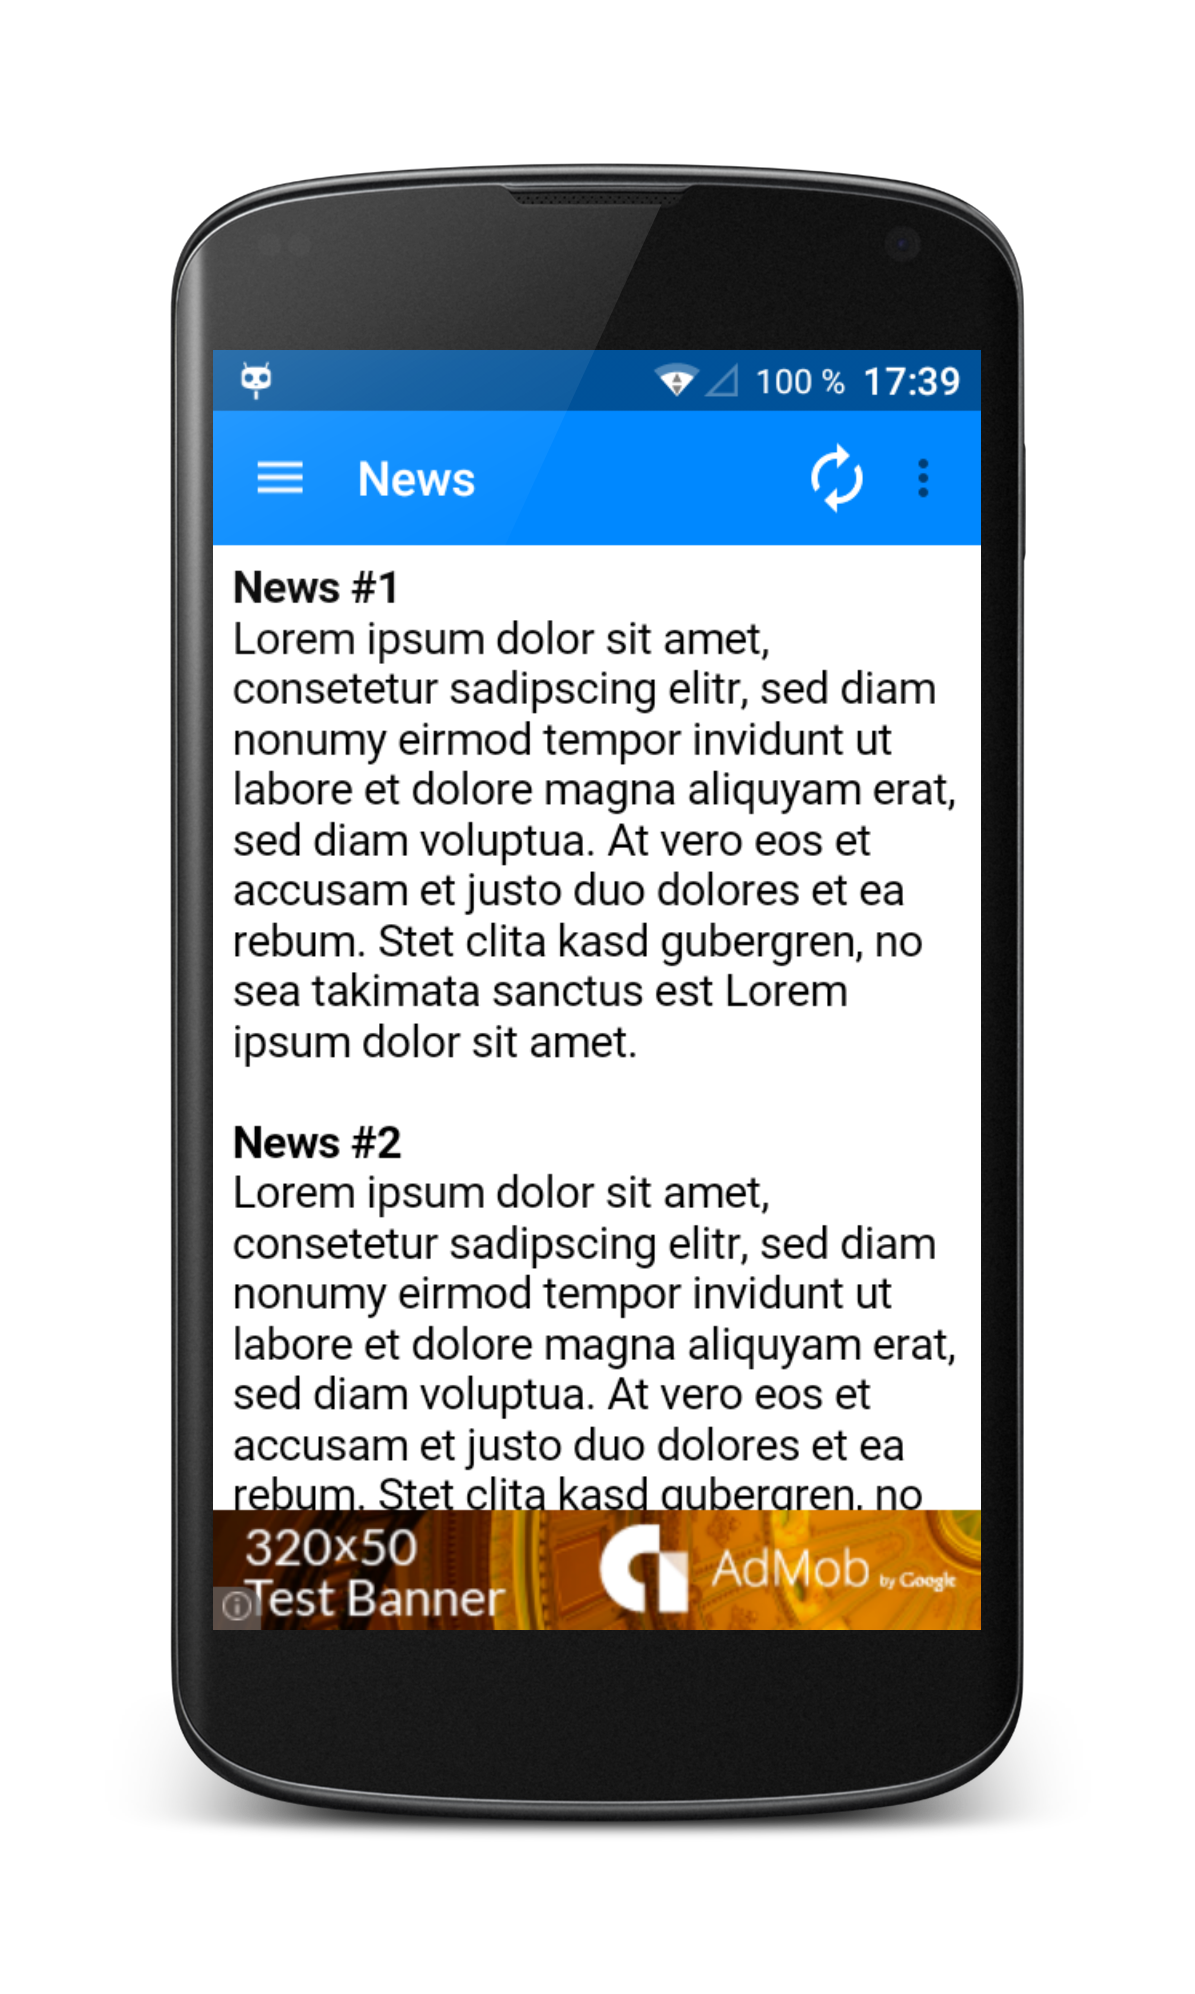 100 % 17:39
News
News #1
Lorem ipsum dolor sit amet,
consetetur sadipscing elitr, sed diam
nonumy eirmod tempor invidunt ut
labore et dolore magna aliquyam erat,
sed diam voluptua. At vero eos et
accusam et justo duo dolores et ea
rebum. Stet clita kasd gubergren, no
sea takimata sanctus est Lorem
ipsum dolor sit amet.
News #2
Lorem ipsum dolor sit amet,
consetetur sadipscing elitr, sed diam
nonumy eirmod tempor invidunt ut
labore et dolore magna aliquyam erat,
sed diam voluptua. At vero eos et
accusam et justo duo dolores et ea
rebum. Stet clita kasd gubergren, no
320x50
Test Banner
AdMob by Google